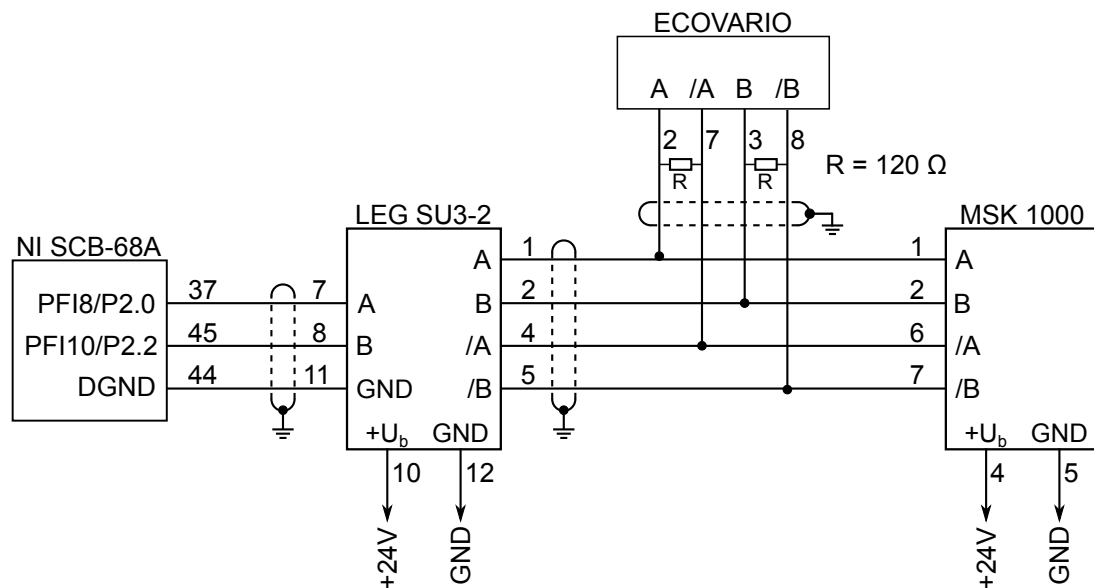 ECOVARIO
A /A B /B
2 7 3 8
R R
R = 120 Ω
LEG SU3-2
MSK 1000
NI SCB-68A
A 1 1 A
PFI8/P2.0 37 7 A
B 2 2 B
PFI10/P2.2 45 8 B
/A 4 6 /A
DGND 44 11 GND
/B 5 7 /B
+Ub GND
+Ub GND
10 12
4 5
+24V GND
+24V GND